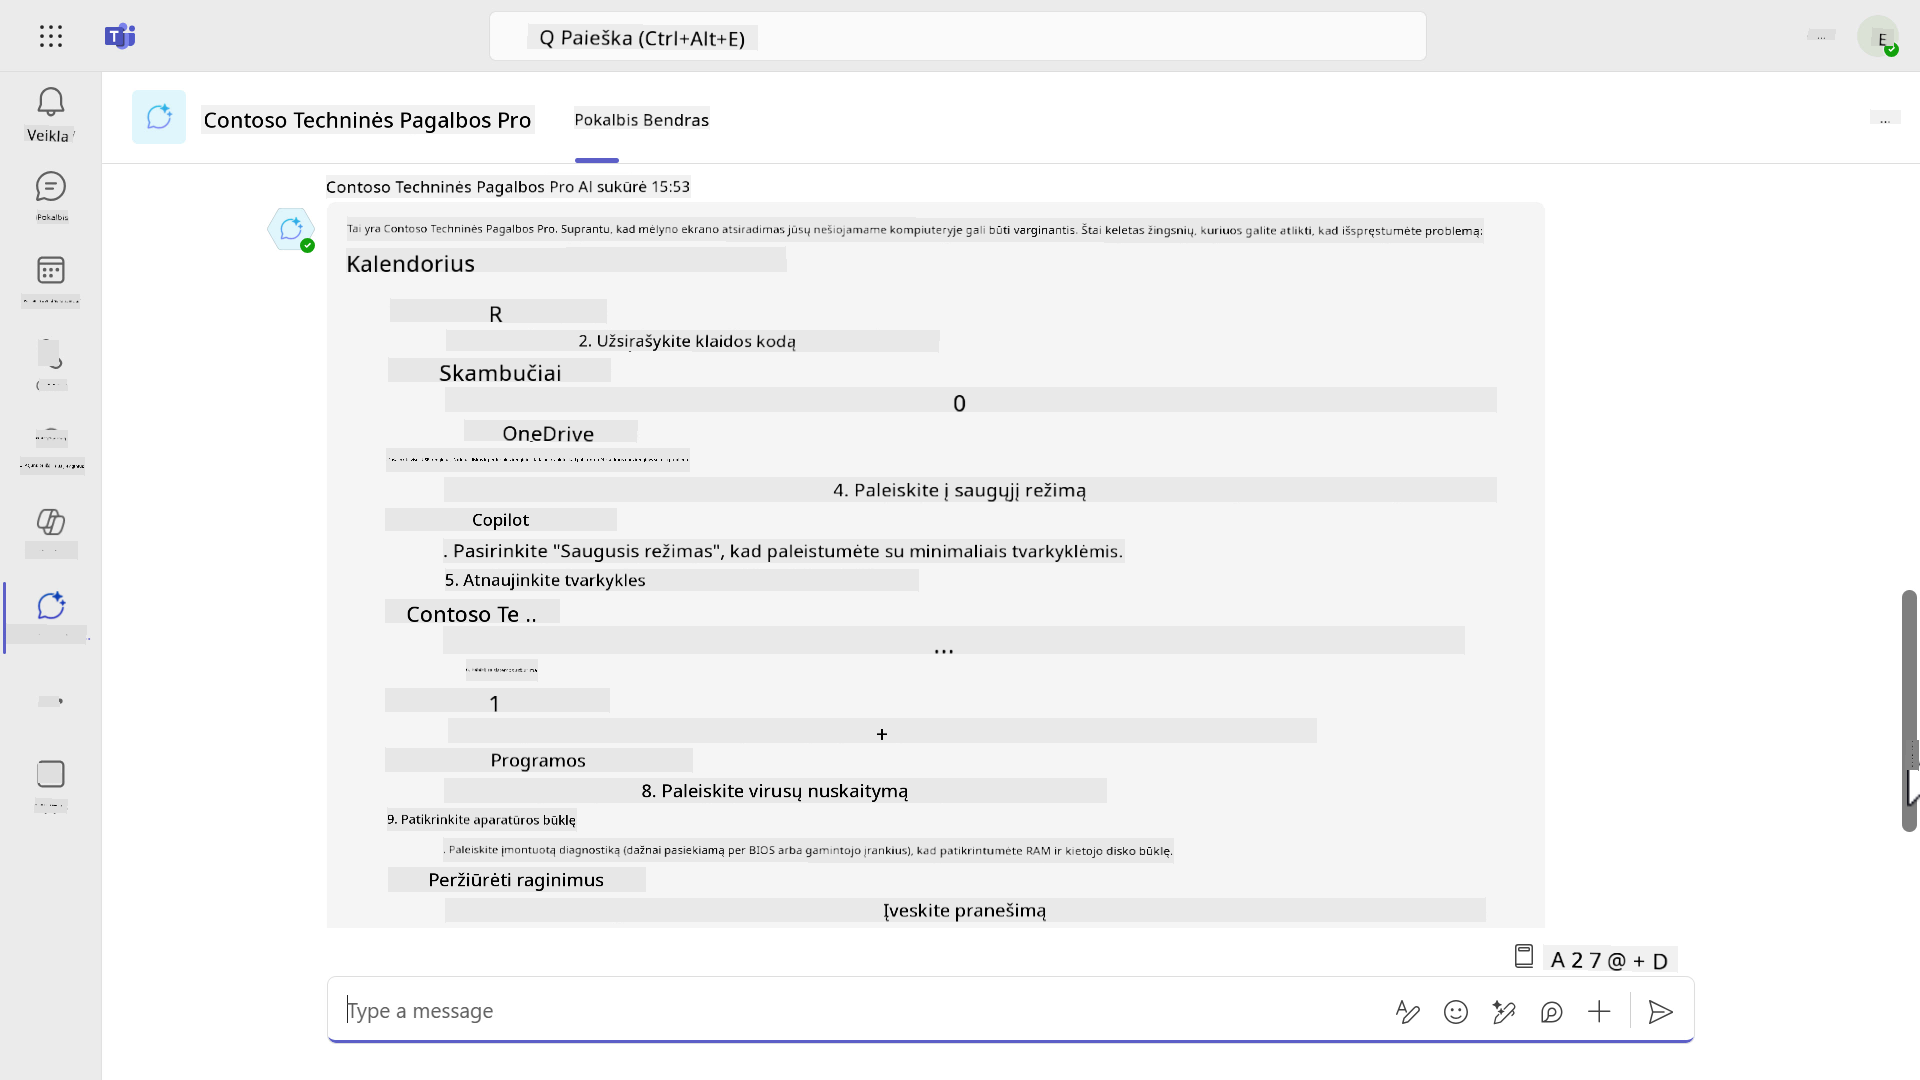 Q Paieška (Ctrl+Alt+E)
E
Veikla
Contoso Techninės Pagalbos Pro
Pokalbis Bendras
...
Pokalbis
Contoso Techninės Pagalbos Pro AI sukūrė 15:53
Tai yra Contoso Techninės Pagalbos Pro. Suprantu, kad mėlyno ekrano atsiradimas jūsų nešiojamame kompiuteryje gali būti varginantis. Štai keletas žingsnių, kuriuos galite atlikti, kad išspręstumėte problemą:
Kalendorius
R
2. Užsirašykite klaidos kodą
Skambučiai
0
OneDrive
4. Paleiskite į saugųjį režimą
Copilot
. Pasirinkite "Saugusis režimas", kad paleistumėte su minimaliais tvarkyklėmis.
5. Atnaujinkite tvarkykles
Contoso Te ..
...
1
+
Programos
8. Paleiskite virusų nuskaitymą
9. Patikrinkite aparatūros būklę
. Paleiskite įmontuotą diagnostiką (dažnai pasiekiamą per BIOS arba gamintojo įrankius), kad patikrintumėte RAM ir kietojo disko būklę.
Peržiūrėti raginimus
Įveskite pranešimą
A 2 7 @ + D
Type a message